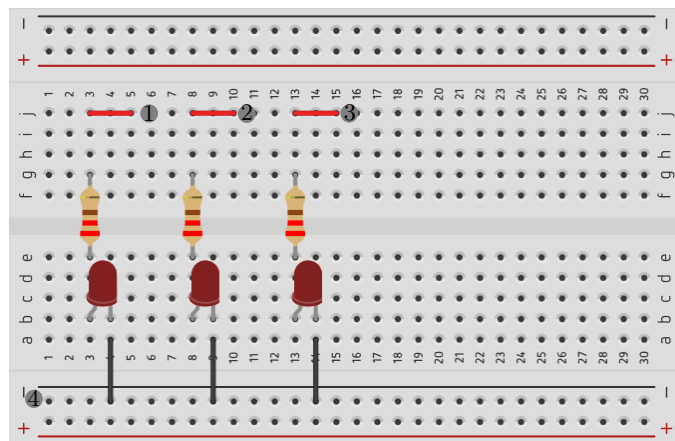 − −
+ +
1 2 3 4 5 6 7 8 9 10 11 12 13 14 15 16 17 18 19 20 21 22 23 24 25 26 27 28 29 30
j 1 2 3 j
i i
h h
g g
f f
e e
d d
c c
b b
a a
1 2 3 4 5 6 7 8 9 10 11 12 13 14 15 16 17 18 19 20 21 22 23 24 25 26 27 28 29 30
− −
4
+ +